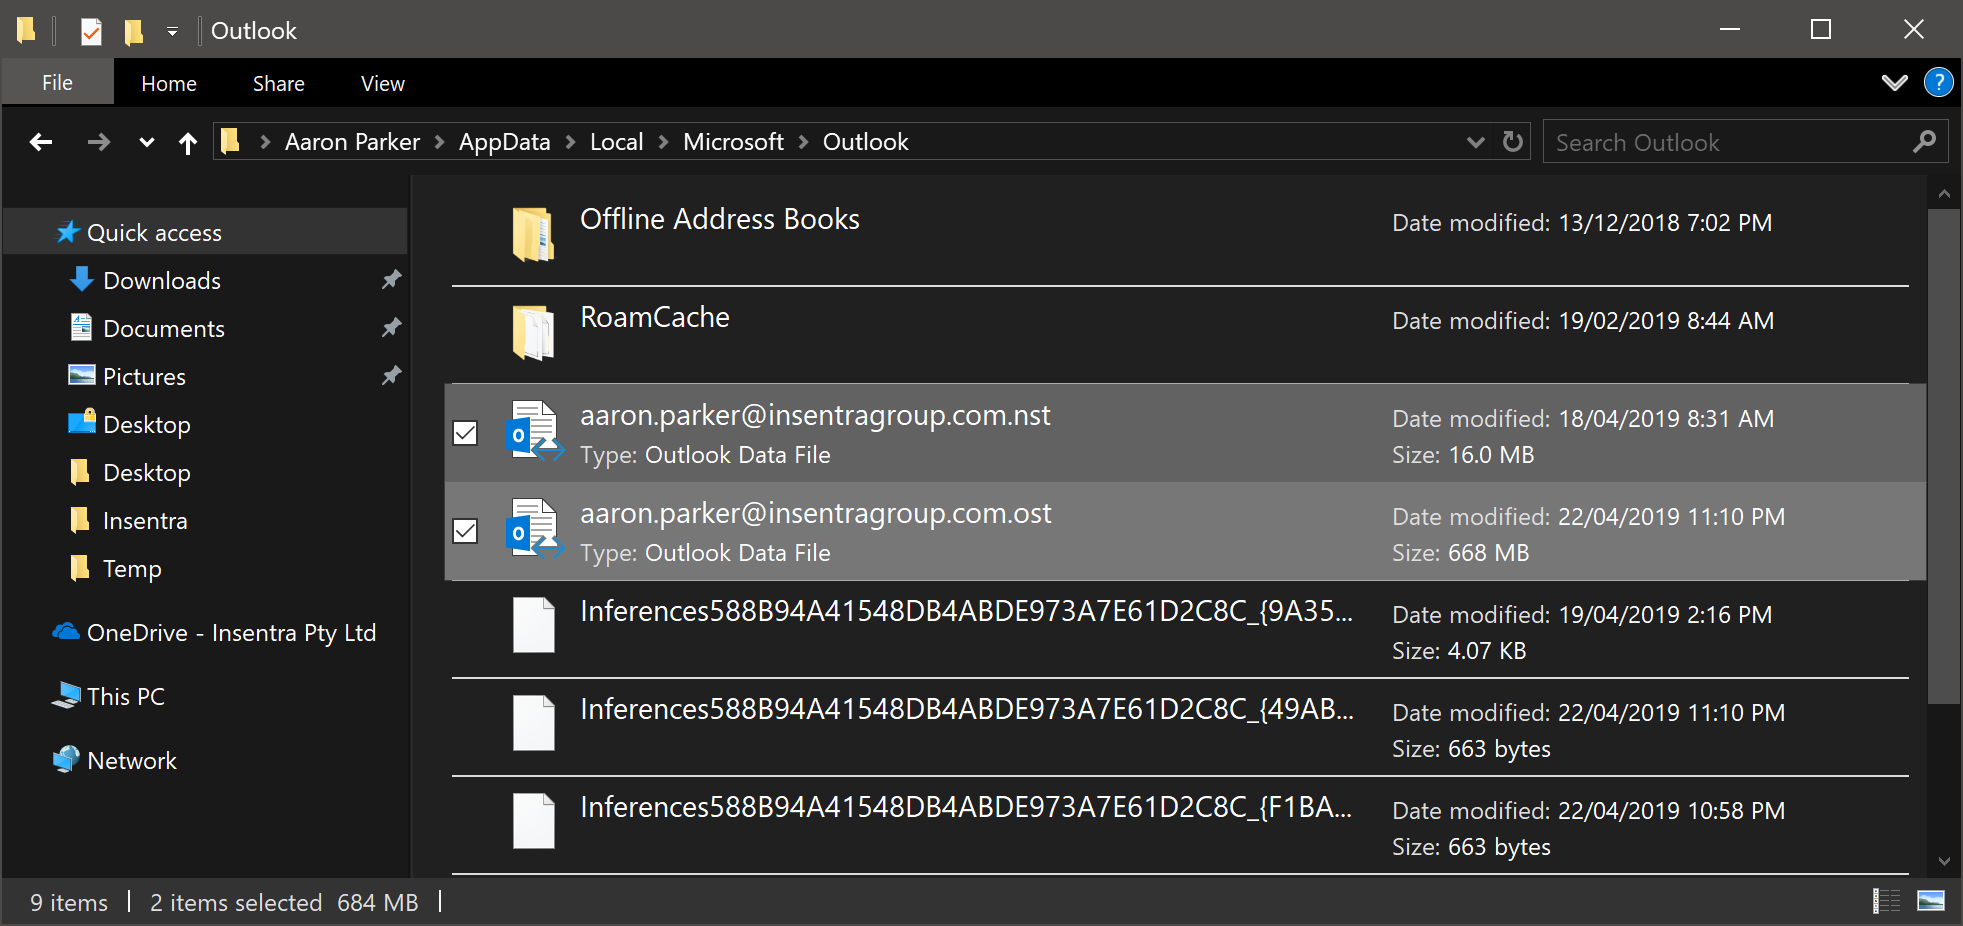 Outlook
File Home Share View
?
Aaron Parker AppData Local Microsoft Outlook
Search Outlook
Quick access
Downloads
Documents
Pictures
Desktop
Desktop
Insentra
Temp
OneDrive - Insentra Pty Ltd
This PC
Network
Offline Address Books
Date modified: 13/12/2018 7:02 PM
RoamCache
Date modified: 19/02/2019 8:44 AM
aaron.parker@insentragroup.com.nst
Date modified: 18/04/2019 8:31 AM
Type: Outlook Data File
Size: 16.0 MB
aaron.parker@insentragroup.com.ost
Date modified: 22/04/2019 11:10 PM
Type: Outlook Data File
Size: 668 MB
Inferences588B94A41548DB4ABDE973A7E61D2C8C_{9A35...
Date modified: 19/04/2019 2:16 PM
Size: 4.07 KB
Inferences588B94A41548DB4ABDE973A7E61D2C8C_{49AB...
Date modified: 22/04/2019 11:10 PM
Size: 663 bytes
Inferences588B94A41548DB4ABDE973A7E61D2C8C_{F1BA...
Date modified: 22/04/2019 10:58 PM
Size: 663 bytes
9 items 2 items selected 684 MB